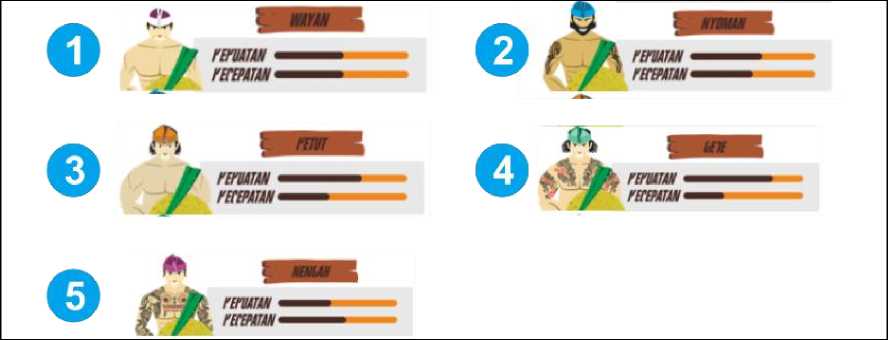 1
WAYAN
KEKUATAN
KECEPATAN
2
NYOMAN
KEKUATAN
KECEPATAN
3
KETUT
KEKUATAN
KECEPATAN
4
GEDE
KEKUATAN
KECEPATAN
5
NENGAH
KEKUATAN
KECEPATAN